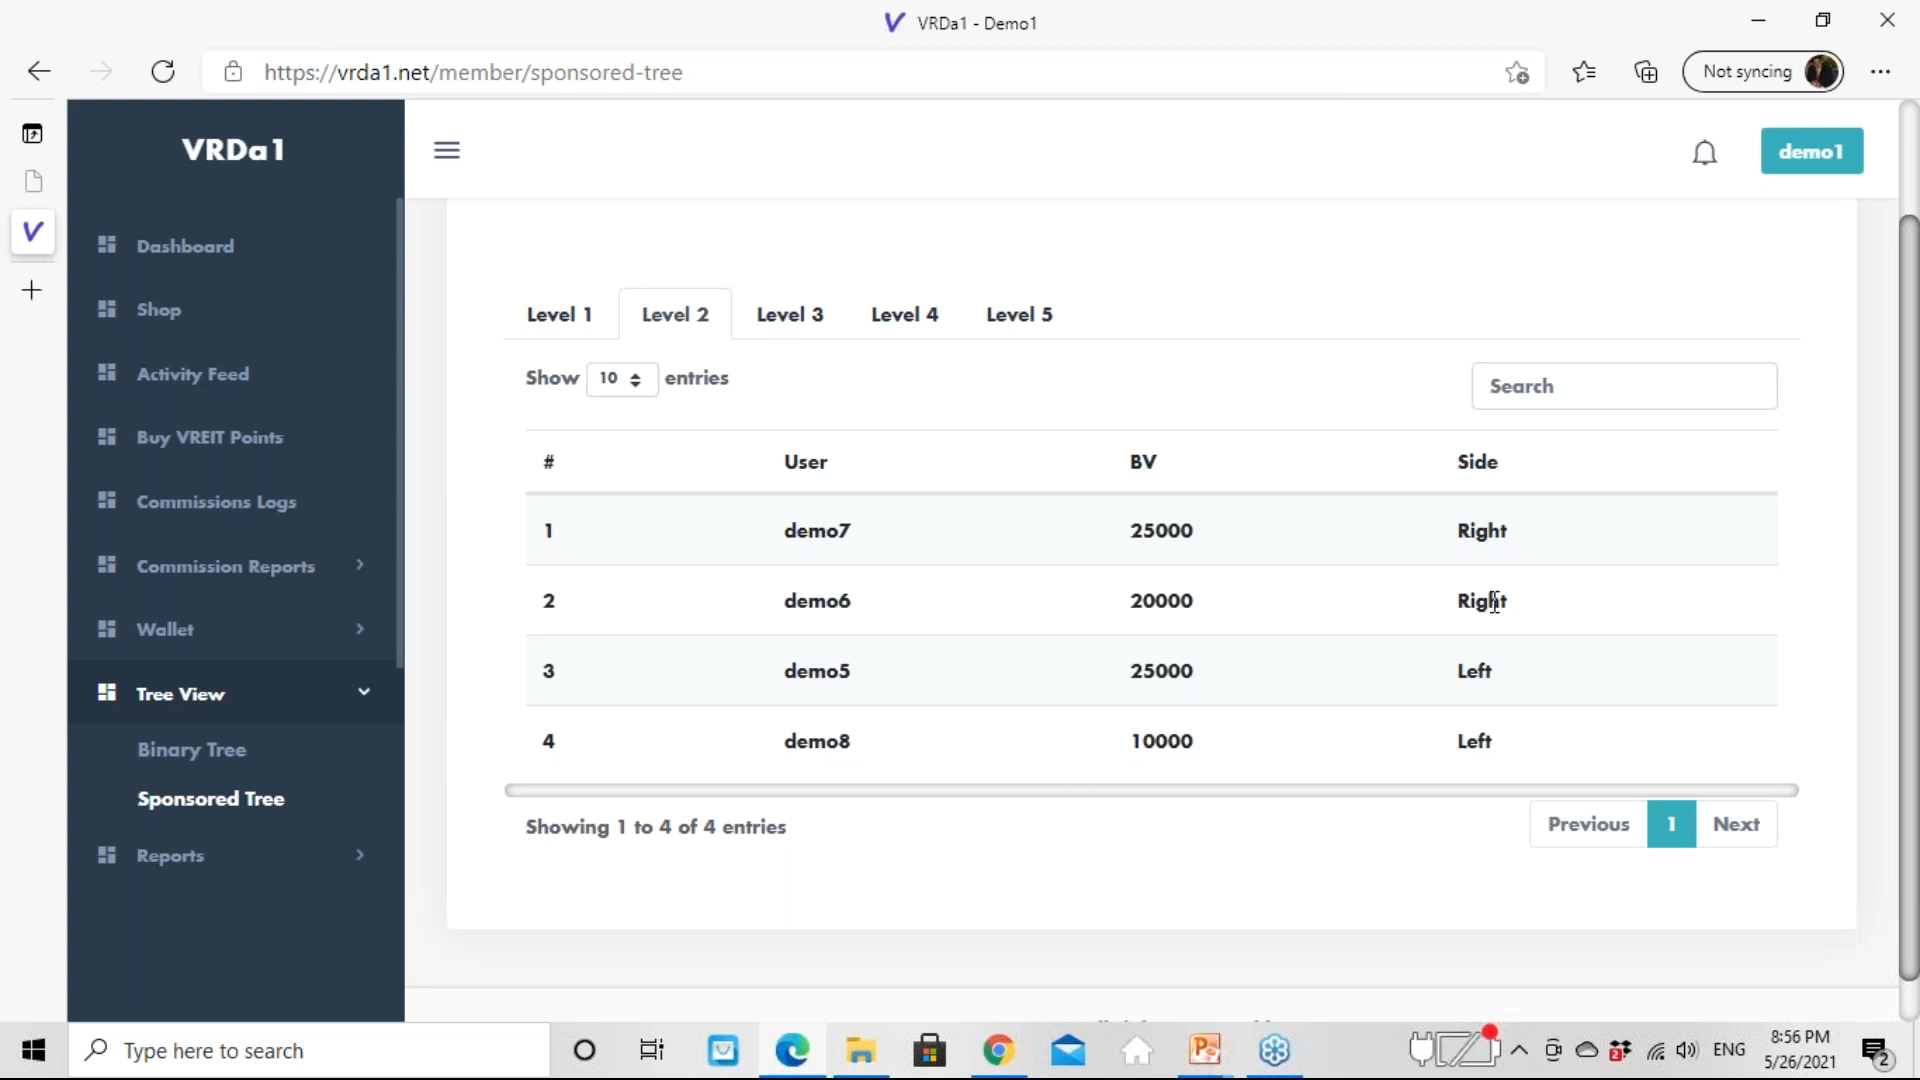 VRDa1 - Demo1
https://vrda1.net/member/sponsored-tree
Not syncing
VRDa1
demo1
Dashboard
Shop
Activity Feed
Buy VREIT Points
Commissions Logs
Commission Reports
Wallet
Tree View
Binary Tree
Sponsored Tree
Reports
Level 1 Level 2 Level 3 Level 4 Level 5
Show 10 entries
Search
# User BV Side
1 demo7 25000 Right
2 demo6 20000 Right
3 demo5 25000 Left
4 demo8 10000 Left
Showing 1 to 4 of 4 entries
Previous 1 Next
Type here to search
2
ENG
8:56 PM
5/26/2021
2